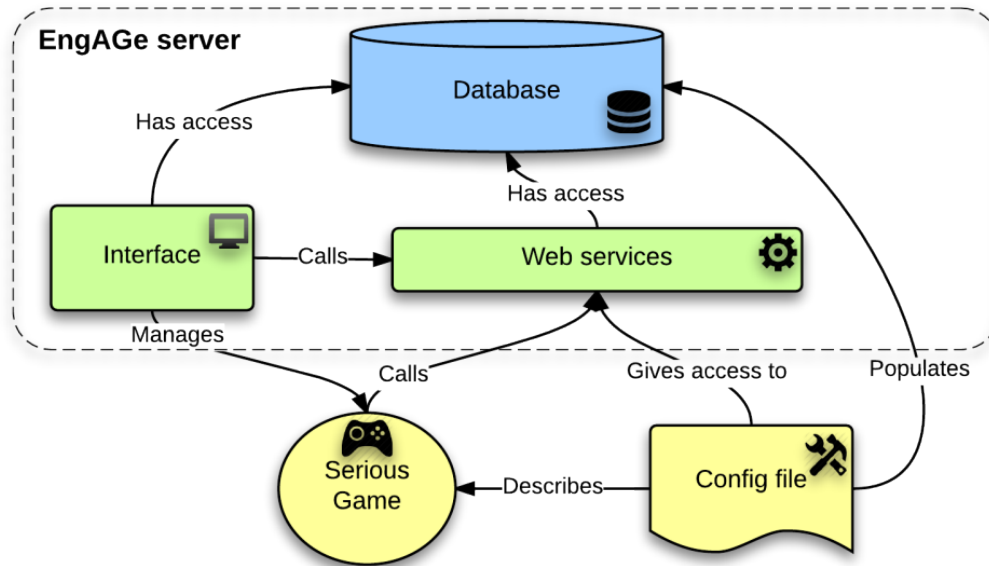 EngAGe server
Database
Has access
Has access
Interface
Calls
Web services
Manages
Calls
Gives access to
Populates
Serious
Game
Describes
Config file